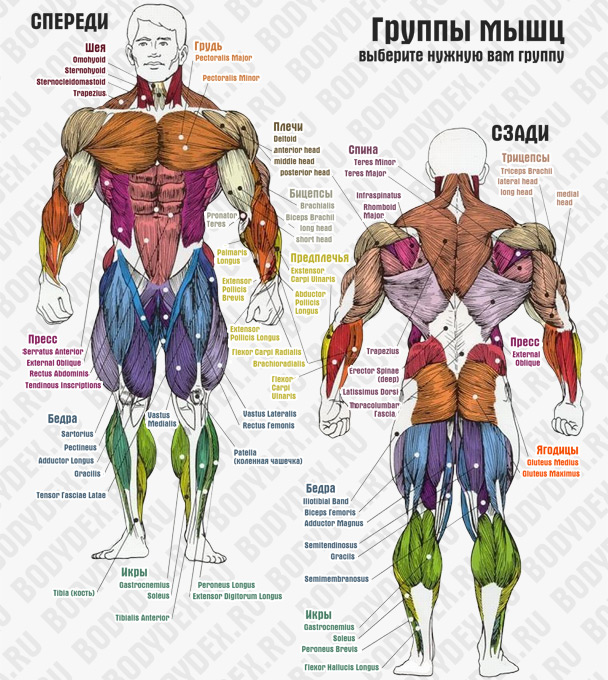 СПЕРЕДИ
Группы мышц
выберите нужную вам группу
Шея
Omohyoid
Sternohyoid
Sternocleidomastoid
Trapezius
Грудь
Pectoralis Major
Pectoralis Minor
Плечи
Deltoid
anterior head
middle head
posterior head
Бицепсы
Brachialis
Biceps Brachii
long head
short head
Pronator
Teres
Palmaris
Longus
Предплечья
Exstensor
Carpi Ulnaris
Extensor
Pollicis
Brevis
Abductor
Pollicis
Longus
Extensor
Pollicis Longus
Flexor Carpi Radialis
Brachioradialis
Flexor
Carpi
Ulnaris
Пресс
Serratus Anterior
External Oblique
Rectus Abdominis
Tendinous Inscriptions
Бедра
Sartorius
Pectineus
Adductor Longus
Gracilis
Tensor Fasciae Latae
Vastus
Medialis
Vastus Lateralis
Rectus Femoris
Patella
(коленная чашечка)
Икры
Gastrocnemius
Soleus
Tibia (кость)
Tibialis Anterior
Peroneus Longus
Extensor Digitorum Longus
СЗАДИ
Спина
Teres Minor
Teres Major
Infraspinatus
Rhomboid
Major
Трицепсы
Triceps Brachii
lateral head
long head
medial
head
Trapezius
Erector Spinae
(deep)
Latissimus Dorsi
Thoracolumbar
Fascia
Пресс
External
Oblique
Ягодицы
Gluteus Medius
Gluteus Maximus
Бедра
Iliotibial Band
Biceps Femoris
Adductor Magnus
Semitendinosus
Gracilis
Semimembranosus
Икры
Gastrocnemius
Soleus
Peroneus Brevis
Flexor Hallucis Longus